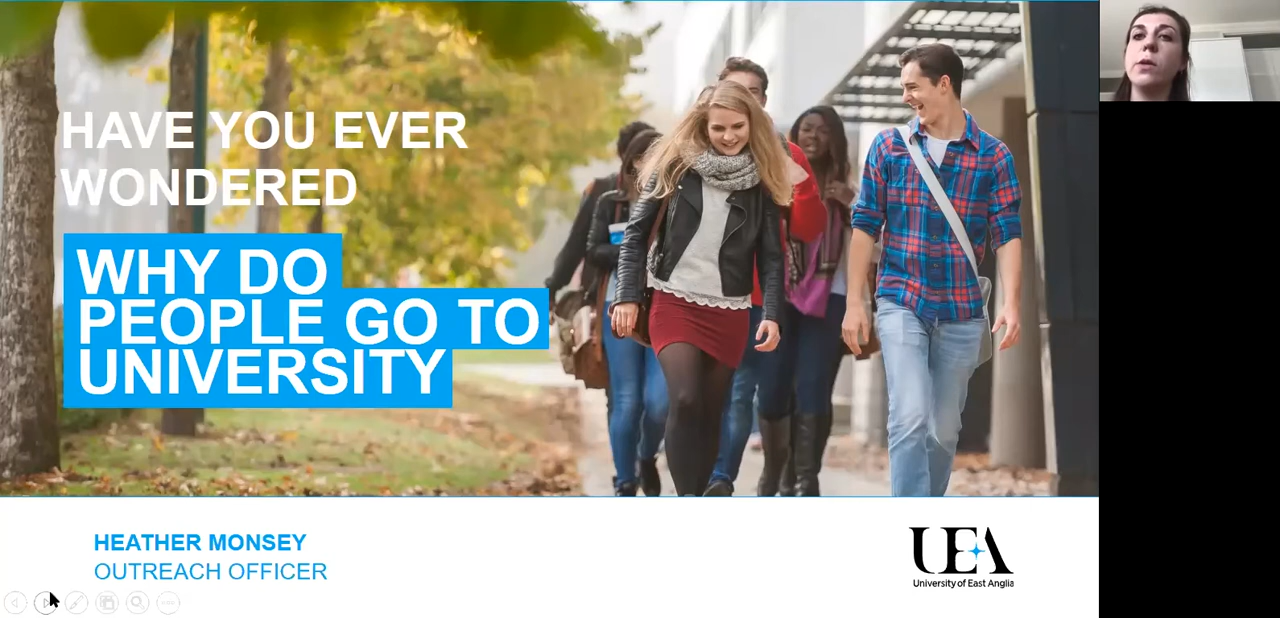 HAVE YOU EVER
WONDERED
WHY DO
PEOPLE GO TO
UNIVERSITY
HEATHER MONSEY
OUTREACH OFFICER
UEA
University of East Anglia